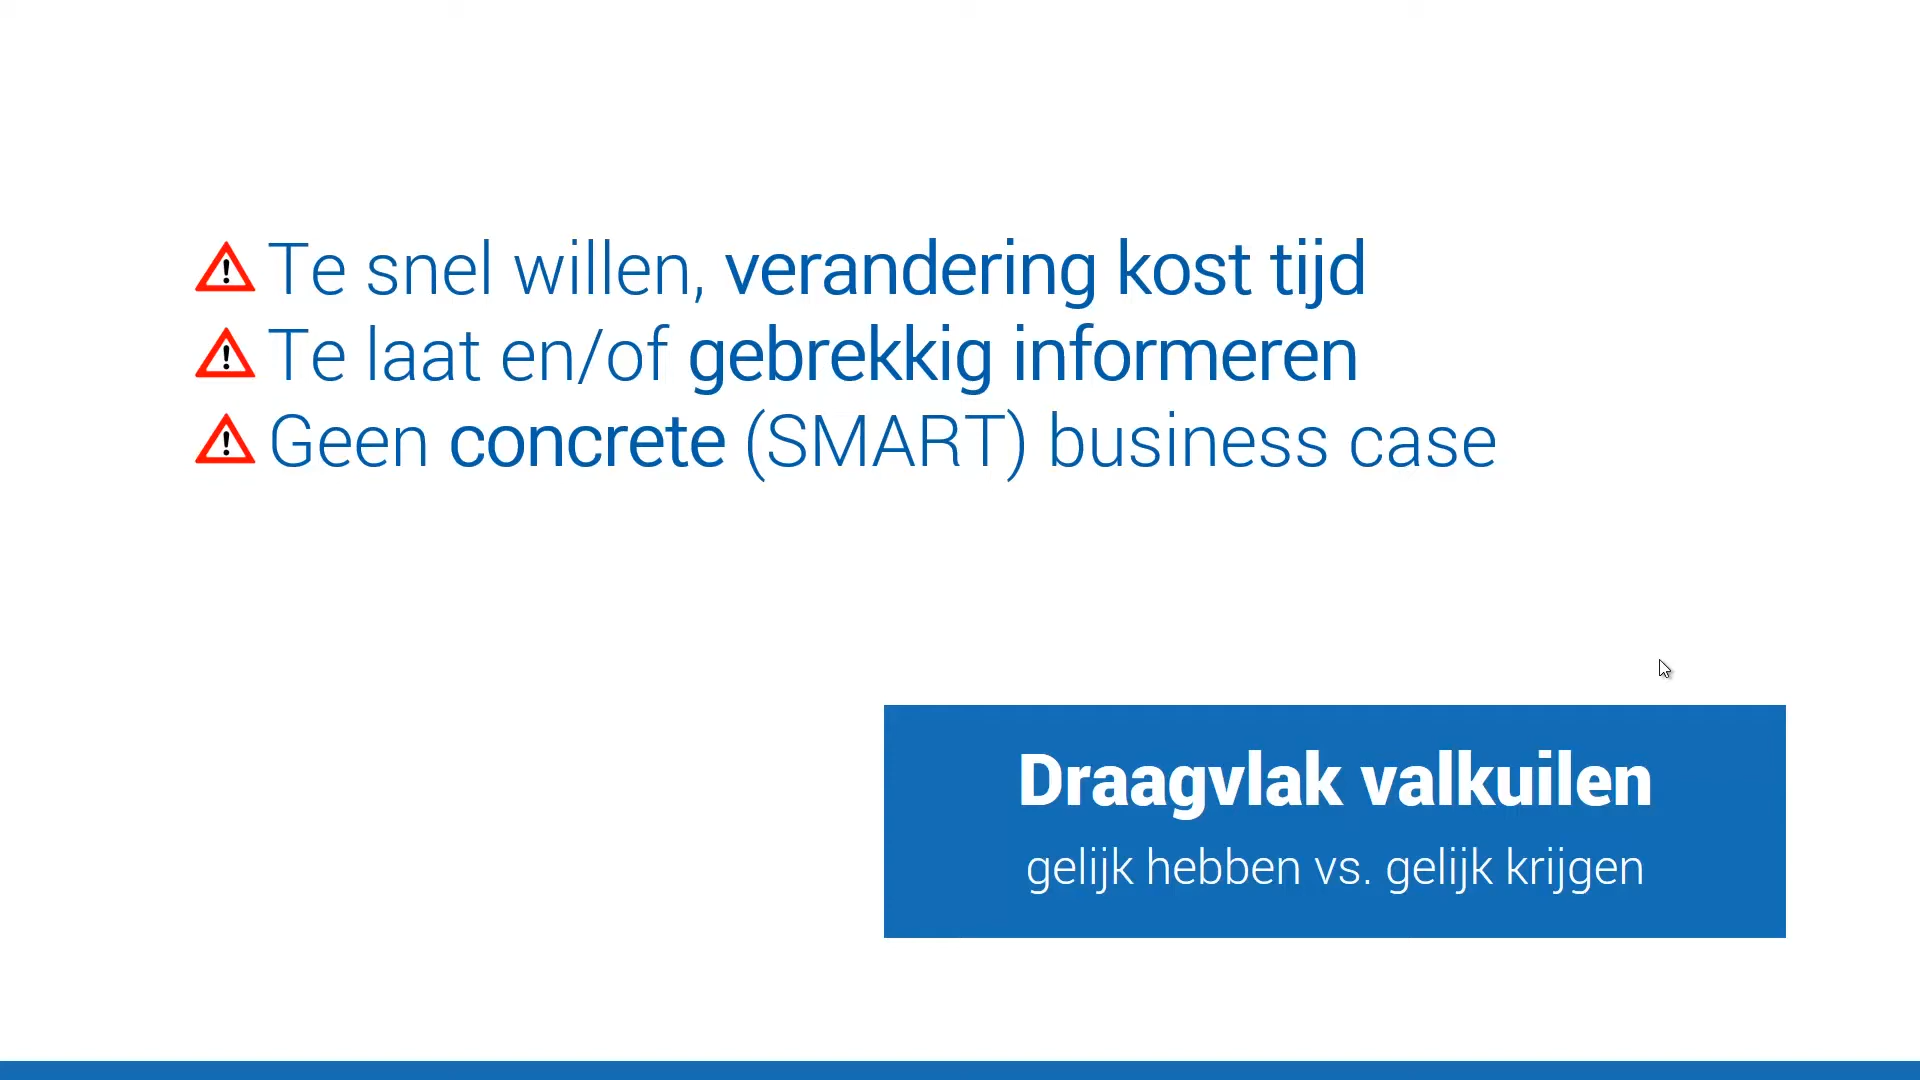 Te snel willen, verandering kost tijd
Te laat en/of gebrekkig informeren
Geen concrete (SMART) business case
Draagvlak valkuilen
gelijk hebben vs. gelijk krijgen